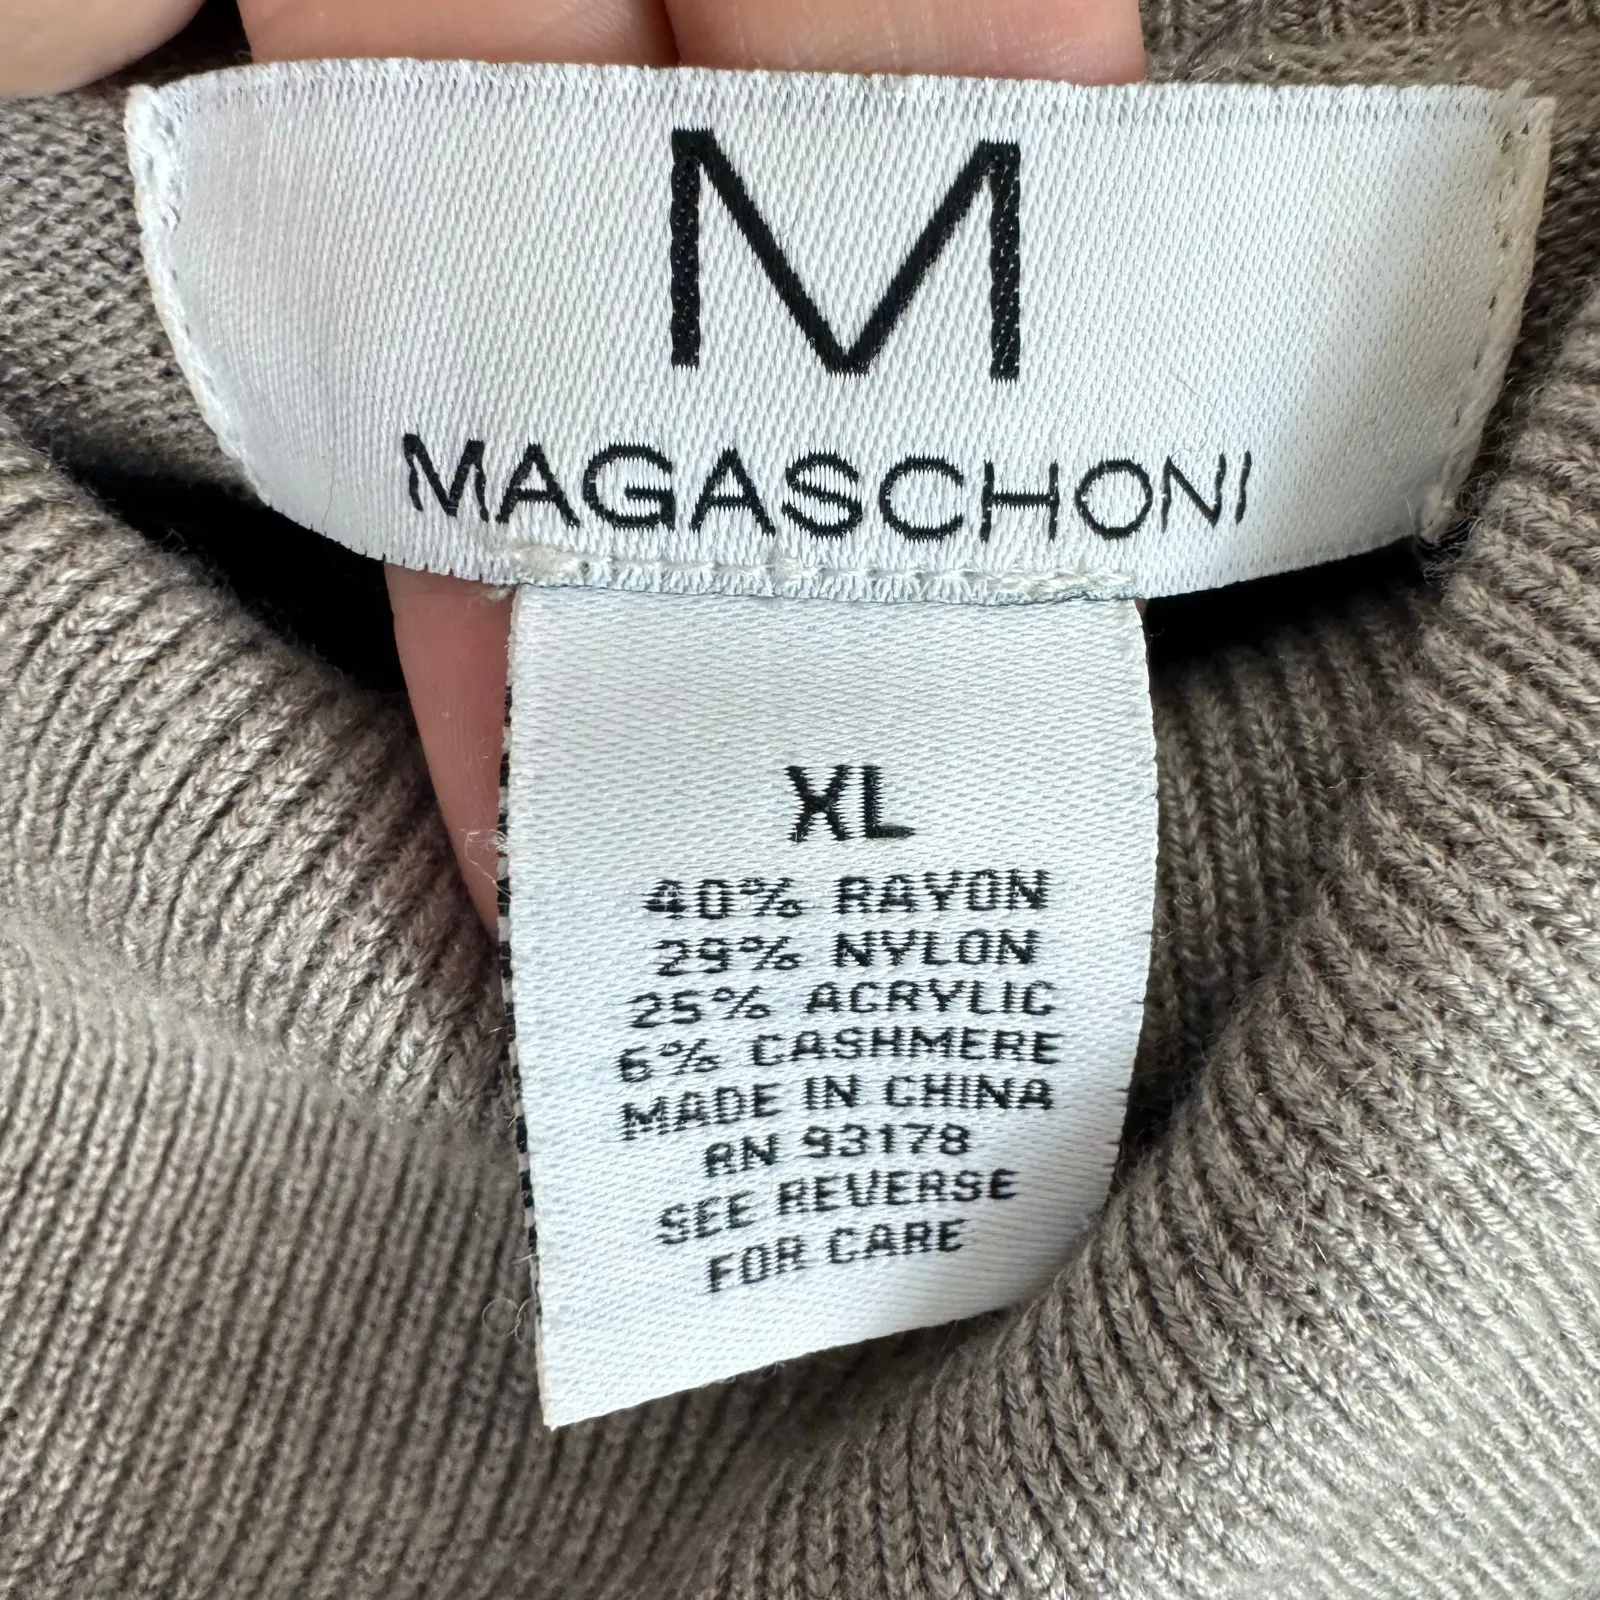 M
MAGASCHONI
XL
40% RAYON
29% NYLON
25% ACRYLIC
6% CASHMERE
MADE IN CHINA
RN 93178
SEE REVERSE
FOR CARE